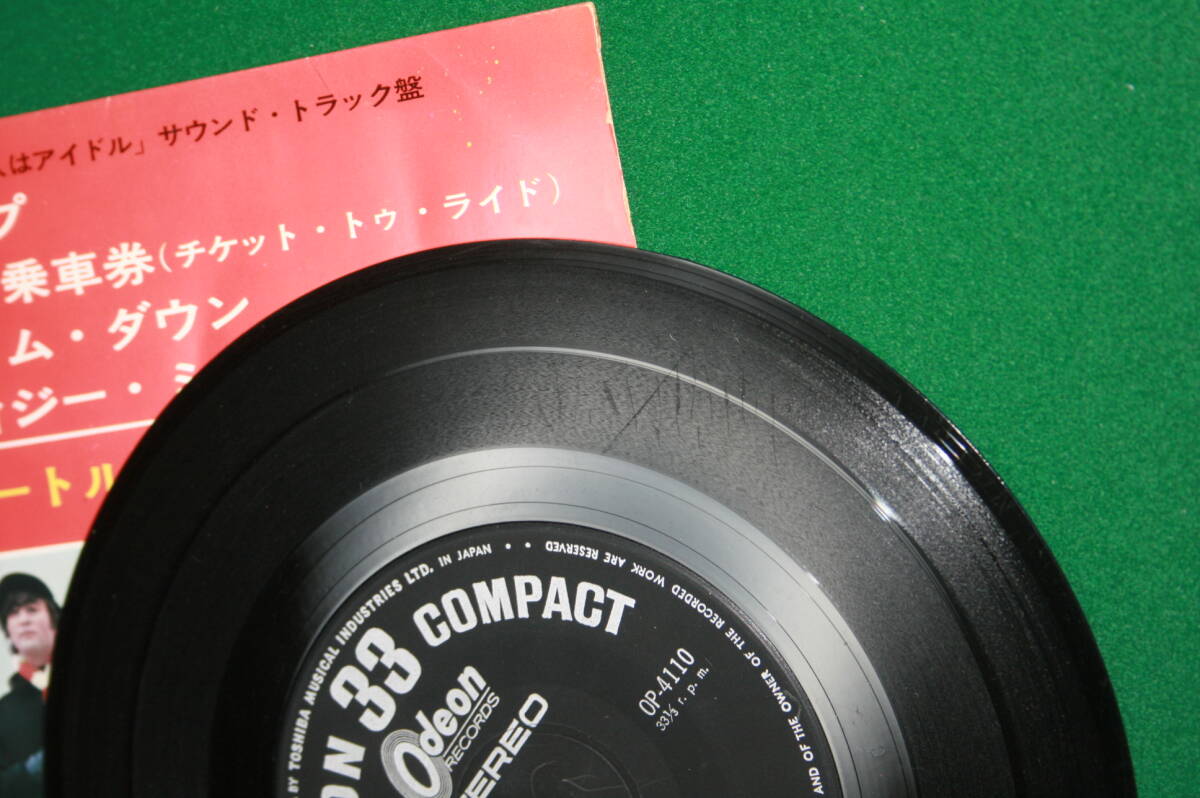 はアイドル」サウンド・トラック盤
プ
乗車券(チケット・トゥ・ライド)
ム・ダウン
ィジー・ミ
ートル
BY TOSHIBA MUSICAL INDUSTRIES LTD. IN JAPAN • •
AND OF THE OWNER OF THE RECORDED WORK ARE RESERVED
ON 33 COMPACT
Odeon
RECORDS
STEREO
OP-4110
33⅓ r. p. m.